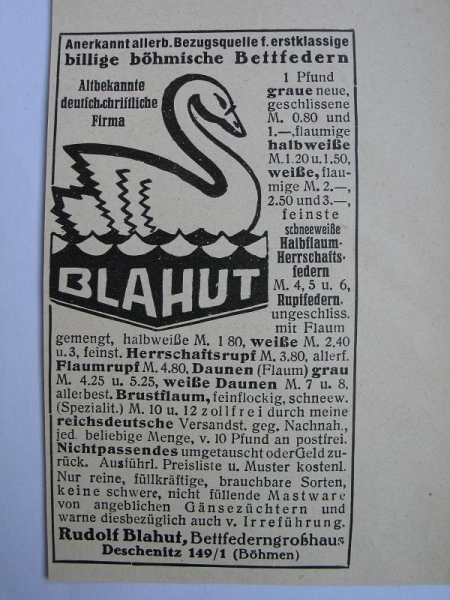 Anerkannt allerb. Bezugsquelle f. erstklassige
billige böhmische Bettfedern
Altbekannte
deutsch-christliche
Firma
1 Pfund
graue neue,
geschlissene
M. 0.80 und
1.—, flaumige
halbweiße
M. 1.20 u. 1.50,
weiße, flau-
mige M. 2.—,
2.50 und 3.—,
feinste
schneeweiße
Halbflaum-
Herrschafts-
federn
M. 4, 5 u. 6,
Rupffedern,
ungeschliss.
mit Flaum
BLAHUT
gemengt, halbweiße M. 1 80, weiße M. 2.40
u. 3, feinst. Herrschaftsrupf M. 3.80, allerf.
Flaumrupf M. 4.80, Daunen (Flaum) grau
M. 4.25 u. 5.25, weiße Daunen M. 7 u. 8,
allerbest. Brustflaum, feinflockig, schneew.
(Spezialit.) M. 10 u. 12 zollfrei durch meine
reichsdeutsche Versandst. geg. Nachnah.,
jed. beliebige Menge, v. 10 Pfund an postfrei.
Nichtpassendes umgetauscht oder Geld zu-
rück. Ausführl. Preisliste u. Muster kostenl.
Nur reine, füllkräftige, brauchbare Sorten,
keine schwere, nicht füllende Mastware
von angeblichen Gänsezüchtern und
warne diesbezüglich auch v. Irreführung.
Rudolf Blahut, Bettfederngroßhaus
Deschenitz 149/1 (Böhmen)